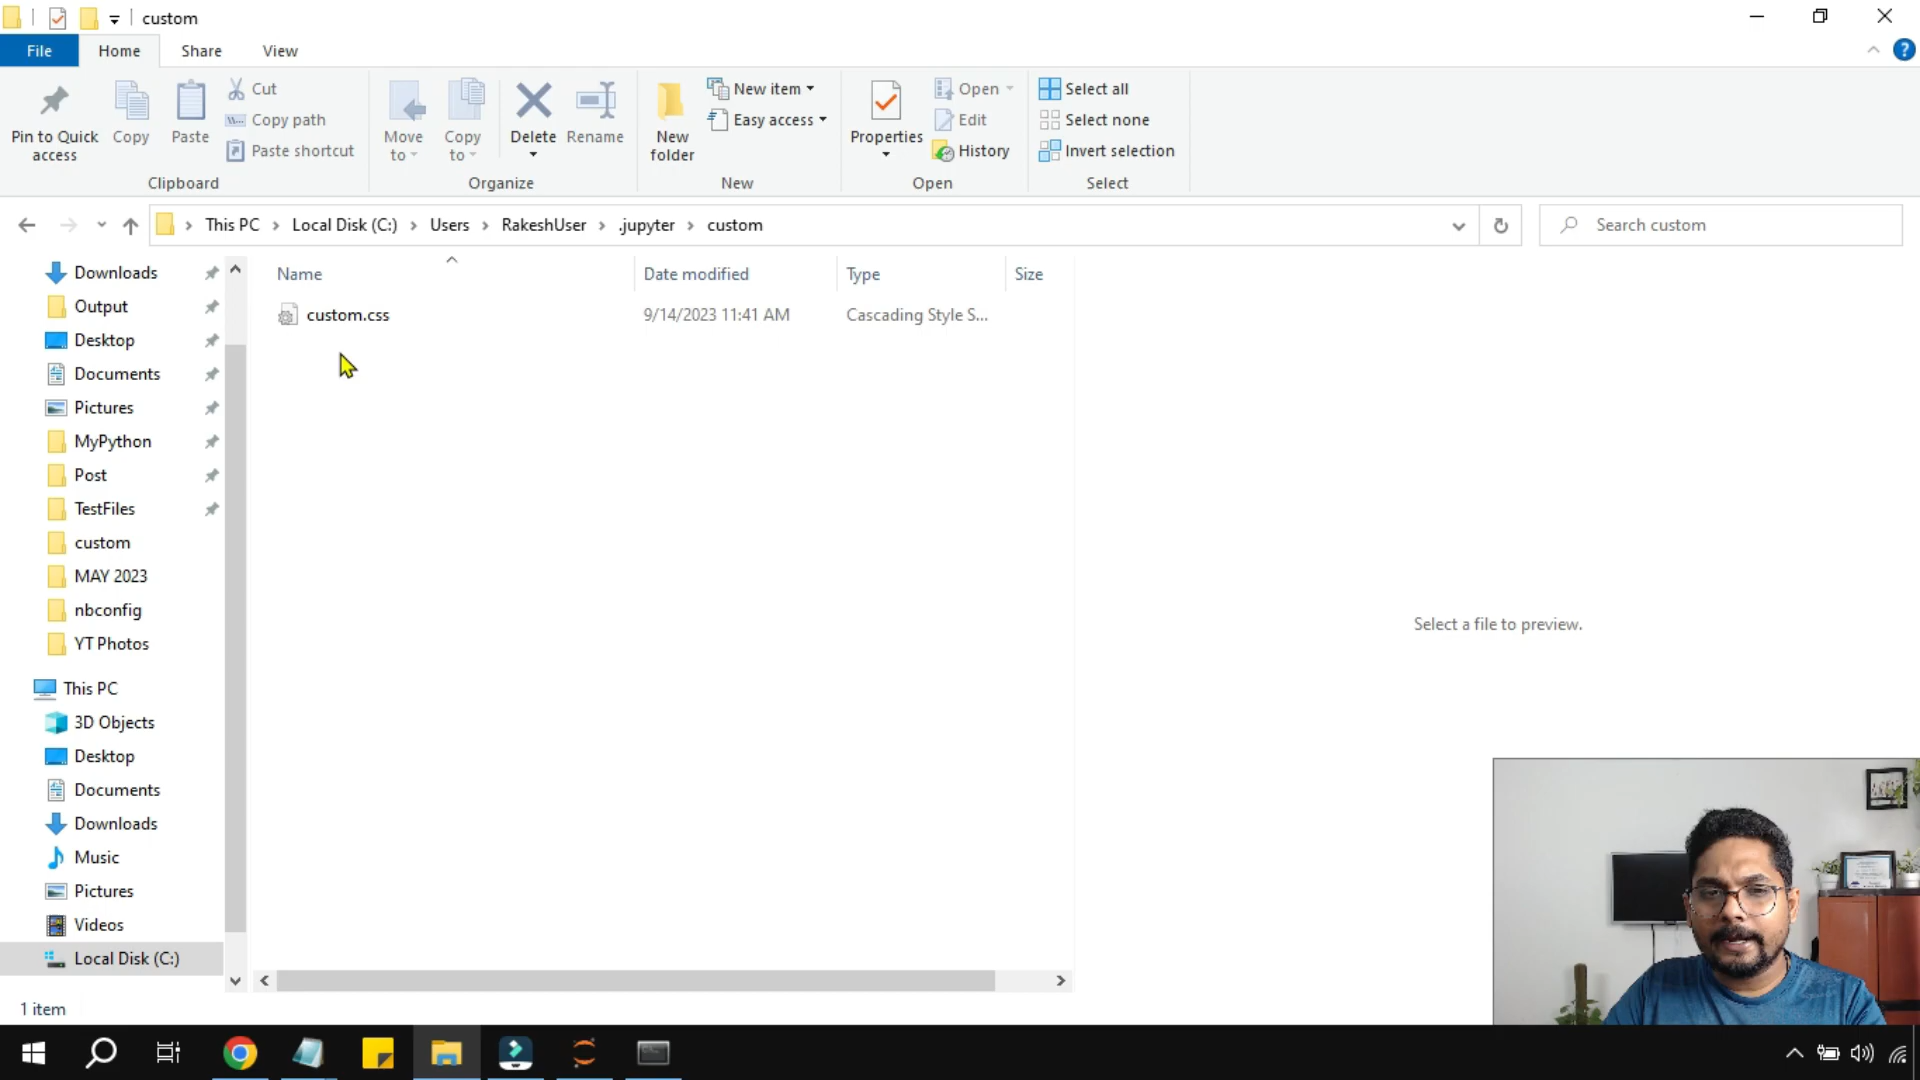 custom
File Home Share View
Pin to Quick access
Copy
Paste
Cut
Copy path
Paste shortcut
Clipboard
Move to
Copy to
Delete
Rename
Organize
New folder
New item
Easy access
New
Properties
Open
Edit
History
Open
Select all
Select none
Invert selection
Select
This PC > Local Disk (C:) > Users > RakeshUser > .jupyter > custom
Search custom
Downloads
Output
Desktop
Documents
Pictures
MyPython
Post
TestFiles
custom
MAY 2023
nbconfig
YT Photos
This PC
3D Objects
Desktop
Documents
Downloads
Music
Pictures
Videos
Local Disk (C:)
Name Date modified Type Size
custom.css 9/14/2023 11:41 AM Cascading Style S...
Select a file to preview.
1 item